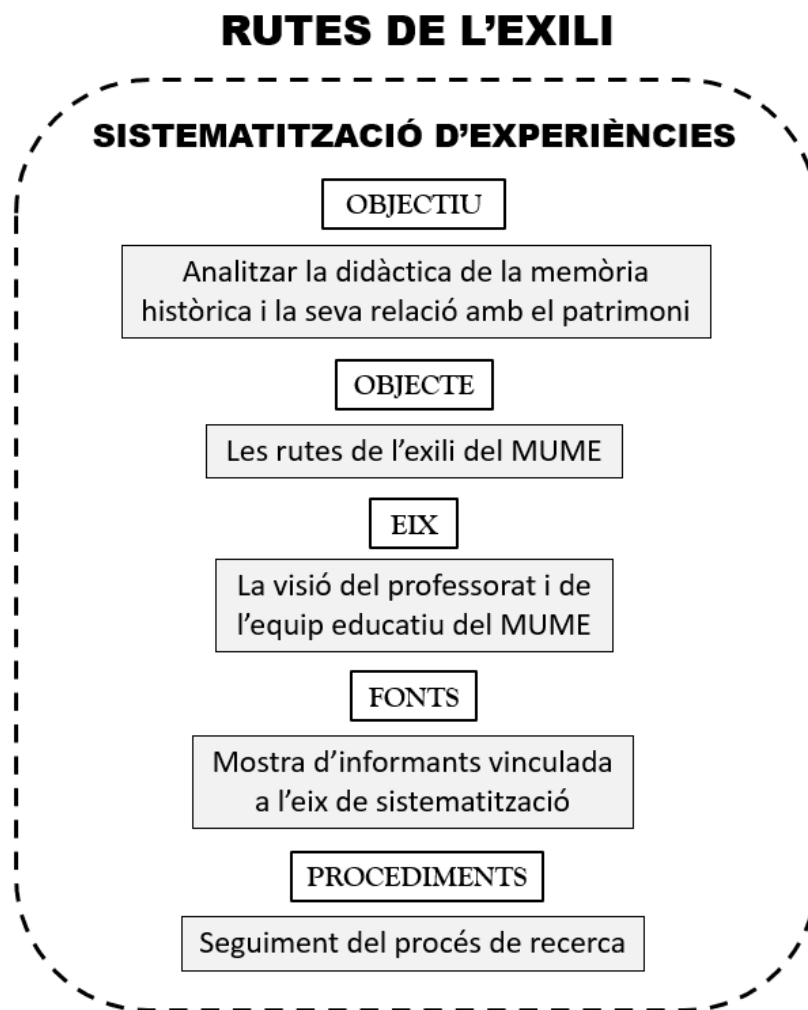 RUTES DE L'EXILI
SISTEMATITZACIÓ D'EXPERIÈNCIES
OBJECTIU
Analitzar la didàctica de la memòria
històrica i la seva relació amb el patrimoni
OBJECTE
Les rutes de l'exili del MUME
EIX
La visió del professorat i de
l'equip educatiu del MUME
FONTS
Mostra d'informants vinculada
a l'eix de sistematització
PROCEDIMENTS
Seguiment del procés de recerca